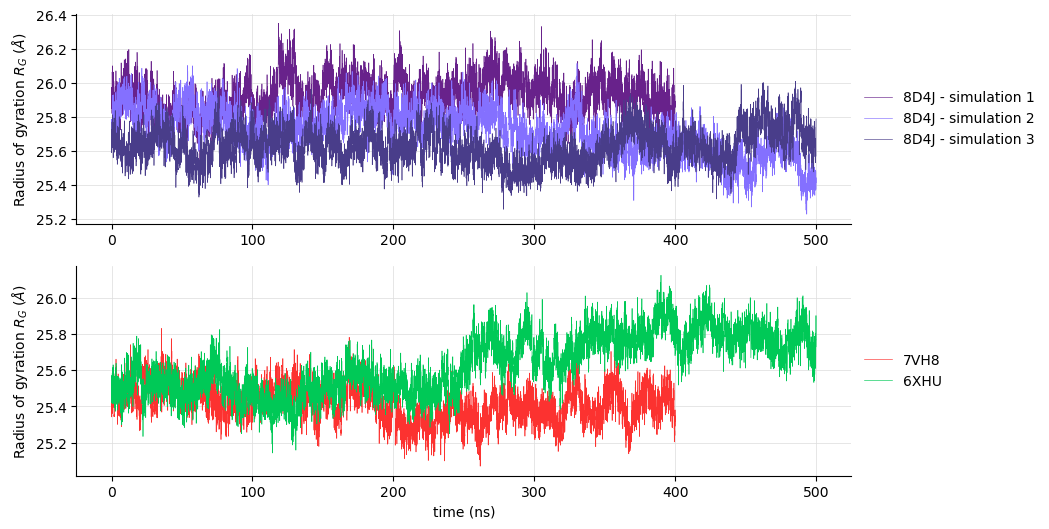 26.4
26.2
26.0
25.8
25.6
25.4
25.2
Radius of gyration R_G (Å)
0 100 200 300 400 500
8D4J - simulation 1
8D4J - simulation 2
8D4J - simulation 3
26.0
25.8
25.6
25.4
25.2
Radius of gyration R_G (Å)
0 100 200 300 400 500
time (ns)
7VH8
6XHU